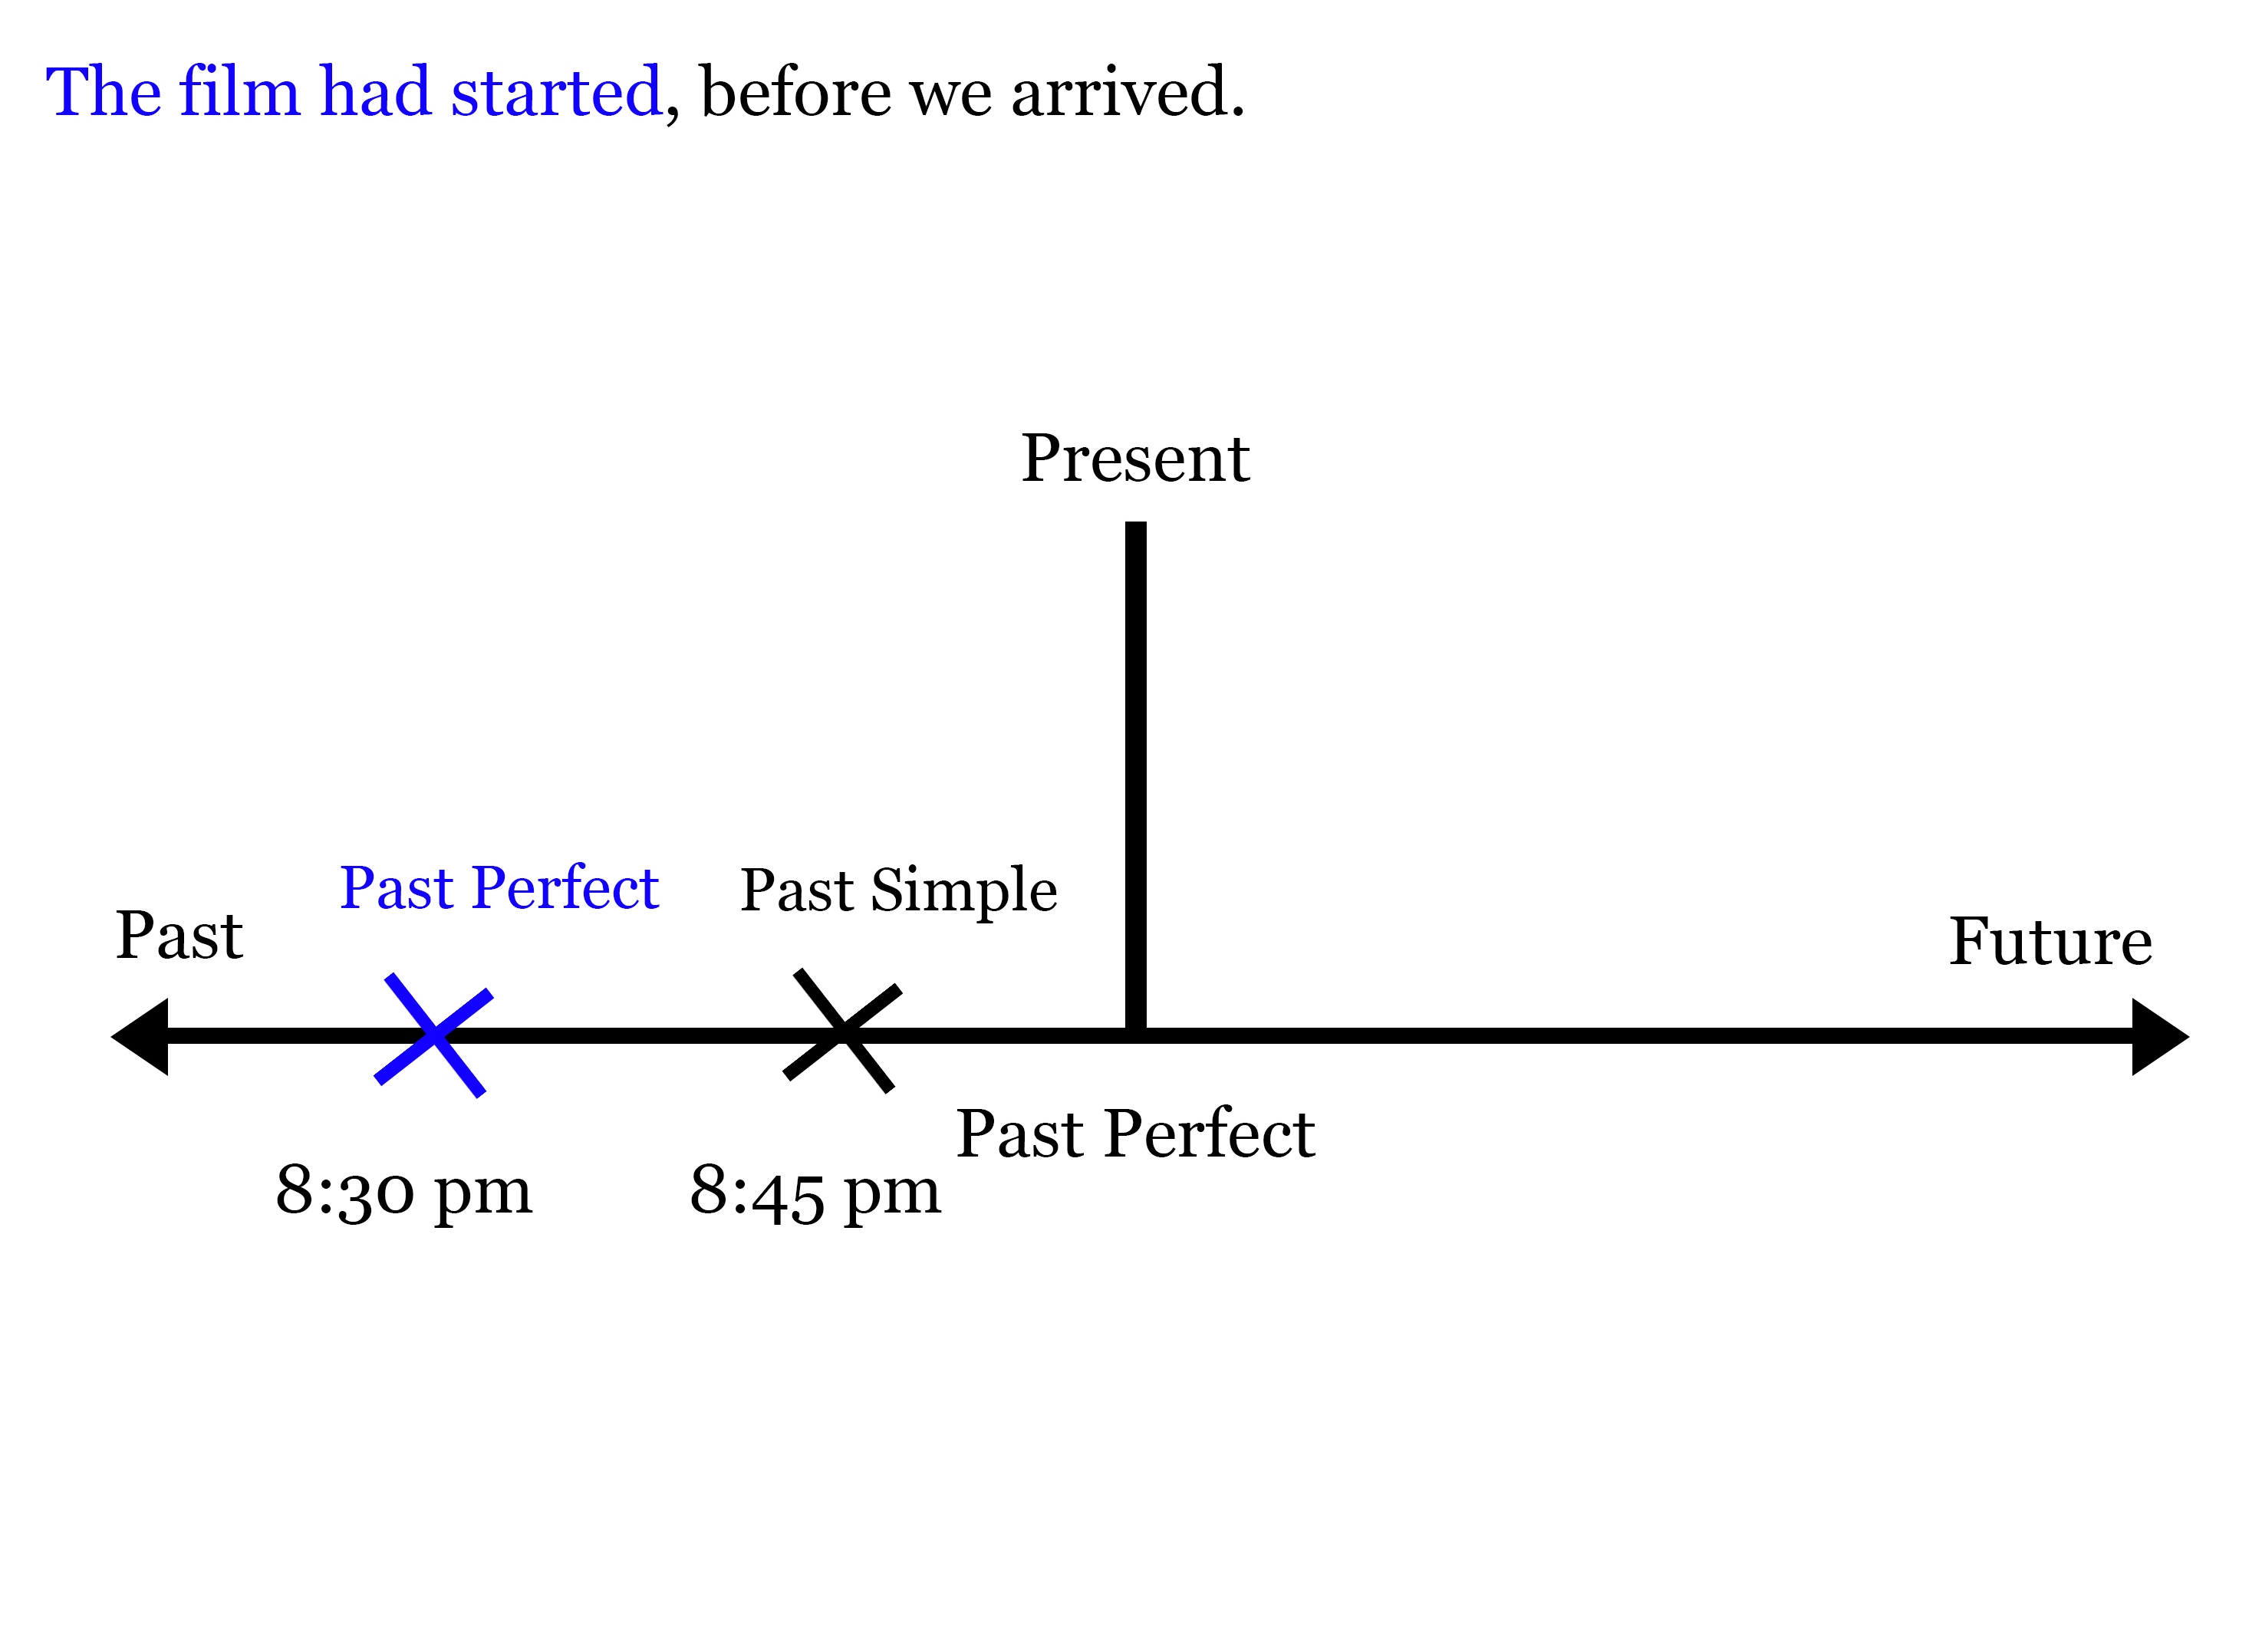 The film had started, before we arrived.
Present
Past Perfect
Past Simple
Past
Future
Past Perfect
8:30 pm
8:45 pm